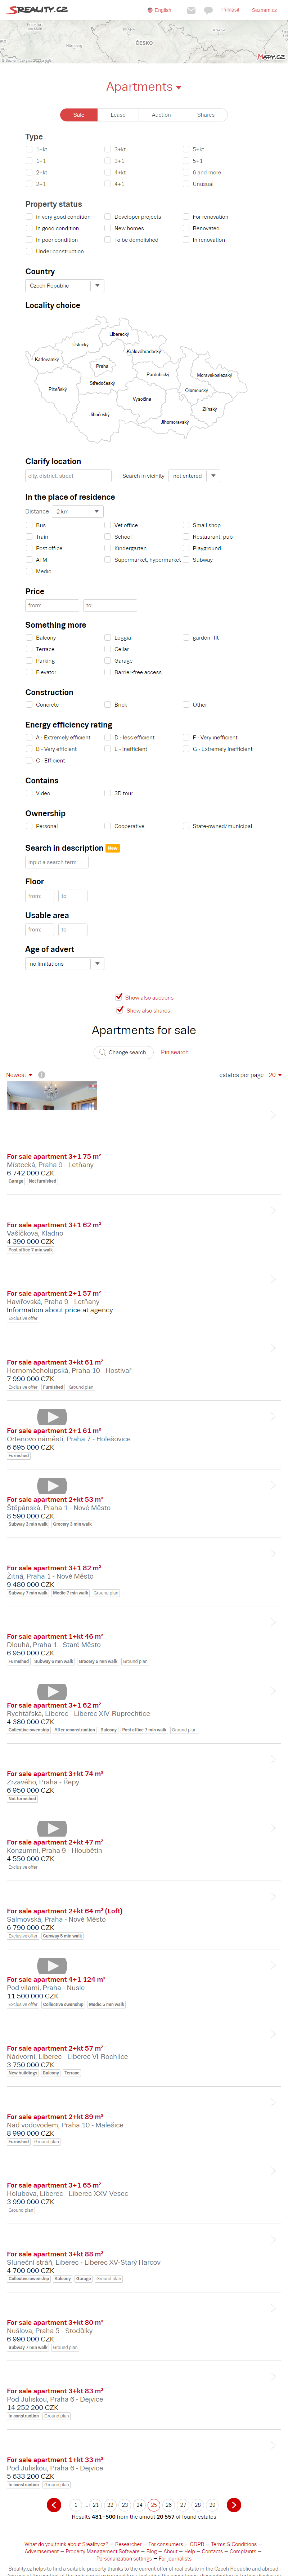 SREALITY.CZ
English
Přihlásit
Seznam.cz
ČESKO
MAPY.CZ
Apartments
Sale Lease Auction Shares
Type
1+kt 3+kt 5+kt
1+1 3+1 5+1
2+kt 4+kt 6 and more
2+1 4+1 Unusual
Property status
In very good condition Developer projects For renovation
In good condition New homes Renovated
In poor condition To be demolished In renovation
Under construction
Country
Czech Republic
Locality choice
Liberecký
Ústecký
Královéhradecký
Karlovarský
Praha
Pardubický
Moravskoslezský
Středočeský
Plzeňský
Olomoucký
Vysočina
Zlínský
Jihočeský
Jihomoravský
Clarify location
city, district, street Search in vicinity not entered
In the place of residence
Distance 2 km
Bus Vet office Small shop
Train School Restaurant, pub
Post office Kindergarten Playground
ATM Supermarket, hypermarket Subway
Medic
Price
from to
Something more
Balcony Loggia garden_flt
Terrace Cellar
Parking Garage
Elevator Barrier-free access
Construction
Concrete Brick Other
Energy efficiency rating
A - Extremely efficient D - less efficient F - Very inefficient
B - Very efficient E - Inefficient G - Extremely inefficient
C - Efficient
Contains
Video 3D tour
Ownership
Personal Cooperative State-owned/municipal
Search in description New
Input a search term
Floor
from to
Usable area
from to
Age of advert
no limitations
Show also auctions
Show also shares
Apartments for sale
Change search Pin search
Newest estates per page 20
For sale apartment 3+1 75 m²
Místecká, Praha 9 - Letňany
6 742 000 CZK
Garage Not furnished
For sale apartment 3+1 62 m²
Vašíčkova, Kladno
4 390 000 CZK
Post office 7 min walk
For sale apartment 2+1 57 m²
Havířovská, Praha 9 - Letňany
Information about price at agency
Exclusive offer
For sale apartment 3+kt 61 m²
Hornoměcholupská, Praha 10 - Hostivař
7 990 000 CZK
Exclusive offer Furnished Ground plan
For sale apartment 2+1 61 m²
Ortenovo náměstí, Praha 7 - Holešovice
6 695 000 CZK
Furnished
For sale apartment 2+kt 53 m²
Štěpánská, Praha 1 - Nové Město
8 590 000 CZK
Subway 2 min walk Grocery 3 min walk
For sale apartment 3+1 82 m²
Žitná, Praha 1 - Nové Město
9 480 000 CZK
Subway 7 min walk Medic 7 min walk Ground plan
For sale apartment 1+kt 46 m²
Dlouhá, Praha 1 - Staré Město
6 950 000 CZK
Furnished Subway 6 min walk Grocery 6 min walk Ground plan
For sale apartment 3+1 62 m²
Rychtářská, Liberec - Liberec XIV-Ruprechtice
4 380 000 CZK
Collective ownership After reconstruction Balcony Post office 7 min walk Ground plan
For sale apartment 3+kt 74 m²
Zrzavého, Praha - Řepy
6 950 000 CZK
Not furnished
For sale apartment 2+kt 47 m²
Konzumní, Praha 9 - Hloubětín
4 550 000 CZK
Exclusive offer
For sale apartment 2+kt 64 m² (Loft)
Salmovská, Praha - Nové Město
6 790 000 CZK
Exclusive offer Subway 5 min walk
For sale apartment 4+1 124 m²
Pod vilami, Praha - Nusle
11 500 000 CZK
Exclusive offer Collective ownership Medic 1 min walk
For sale apartment 2+kt 57 m²
Nádvorní, Liberec - Liberec VI-Rochlice
3 750 000 CZK
New buildings Balcony Terrace
For sale apartment 2+kt 89 m²
Nad vodovodem, Praha 10 - Malešice
8 990 000 CZK
Furnished Ground plan
For sale apartment 3+1 65 m²
Holubova, Liberec - Liberec XXV-Vesec
3 990 000 CZK
Ground plan
For sale apartment 3+kt 88 m²
Sluneční stráň, Liberec - Liberec XV-Starý Harcov
4 700 000 CZK
Collective ownership Balcony Garage Ground plan
For sale apartment 3+kt 80 m²
Nušlova, Praha 5 - Stodůlky
6 990 000 CZK
Subway 7 min walk Ground plan
For sale apartment 3+kt 83 m²
Pod Juliskou, Praha 6 - Dejvice
14 252 200 CZK
In construction Ground plan
For sale apartment 1+kt 33 m²
Pod Juliskou, Praha 6 - Dejvice
5 633 200 CZK
In construction Ground plan
1 ... 21 22 23 24 25 26 27 28 29
Results 481–500 from the amout 20 557 of found estates
What do you think about Sreality.cz? – Researcher – For consumers – GDPR – Terms & Conditions –
Advertisement – Property Management Software – Blog – About – Help – Contacts – Complaints –
Personalization settings – For journalists
Sreality.cz helps to find a suitable property thanks to the current offer of real estate in the Czech Republic and abroad.